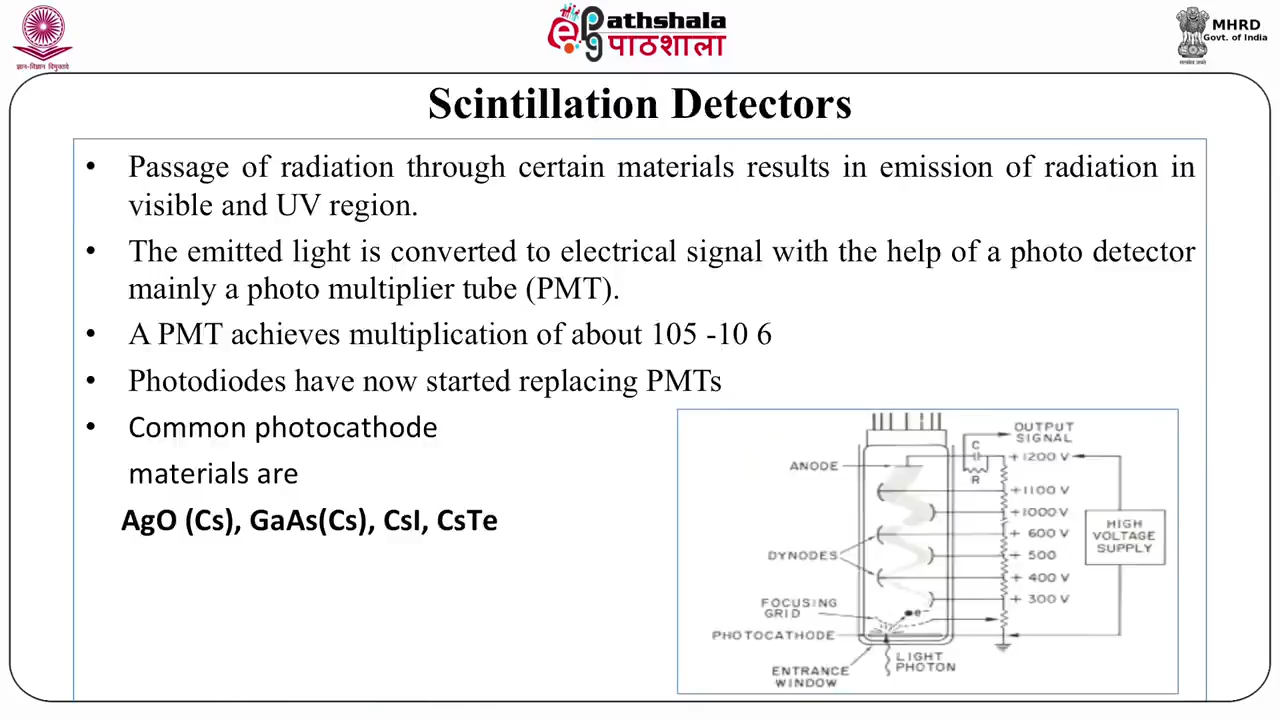 ePathshala
पाठशाला
MHRD
Govt. of India
Scintillation Detectors
• Passage of radiation through certain materials results in emission of radiation in
visible and UV region.
• The emitted light is converted to electrical signal with the help of a photo detector
mainly a photo multiplier tube (PMT).
• A PMT achieves multiplication of about 105 -10 6
• Photodiodes have now started replacing PMTs
• Common photocathode
materials are
AgO (Cs), GaAs(Cs), CsI, CsTe
OUTPUT
SIGNAL
C
R
ANODE
+ 1200 V
+1100 V
+1000 V
+ 600 V
+ 500
+ 400 V
+ 300 V
HIGH
VOLTAGE
SUPPLY
DYNODES
FOCUSING
GRID
e
PHOTOCATHODE
LIGHT
PHOTON
ENTRANCE
WINDOW